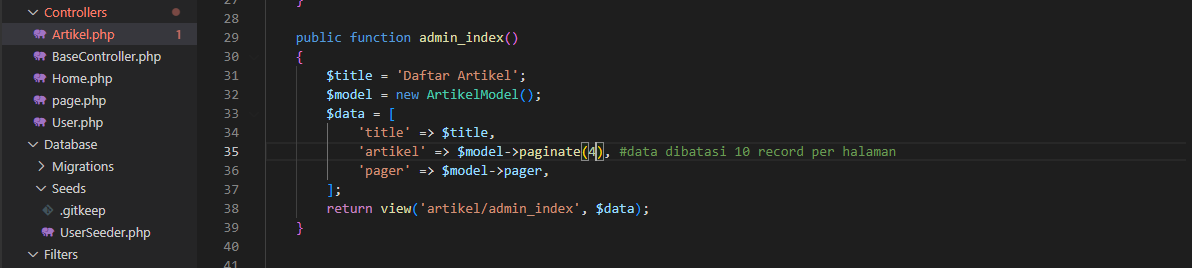 Controllers
Artikel.php 1
BaseController.php
Home.php
page.php
User.php
Database
Migrations
Seeds
.gitkeep
UserSeeder.php
Filters
27 }
28
29 public function admin_index()
30 {
31 $title = 'Daftar Artikel';
32 $model = new ArtikelModel();
33 $data = [
34 'title' => $title,
35 'artikel' => $model->paginate(4), #data dibatasi 10 record per halaman
36 'pager' => $model->pager,
37 ];
38 return view('artikel/admin_index', $data);
39 }
40
41